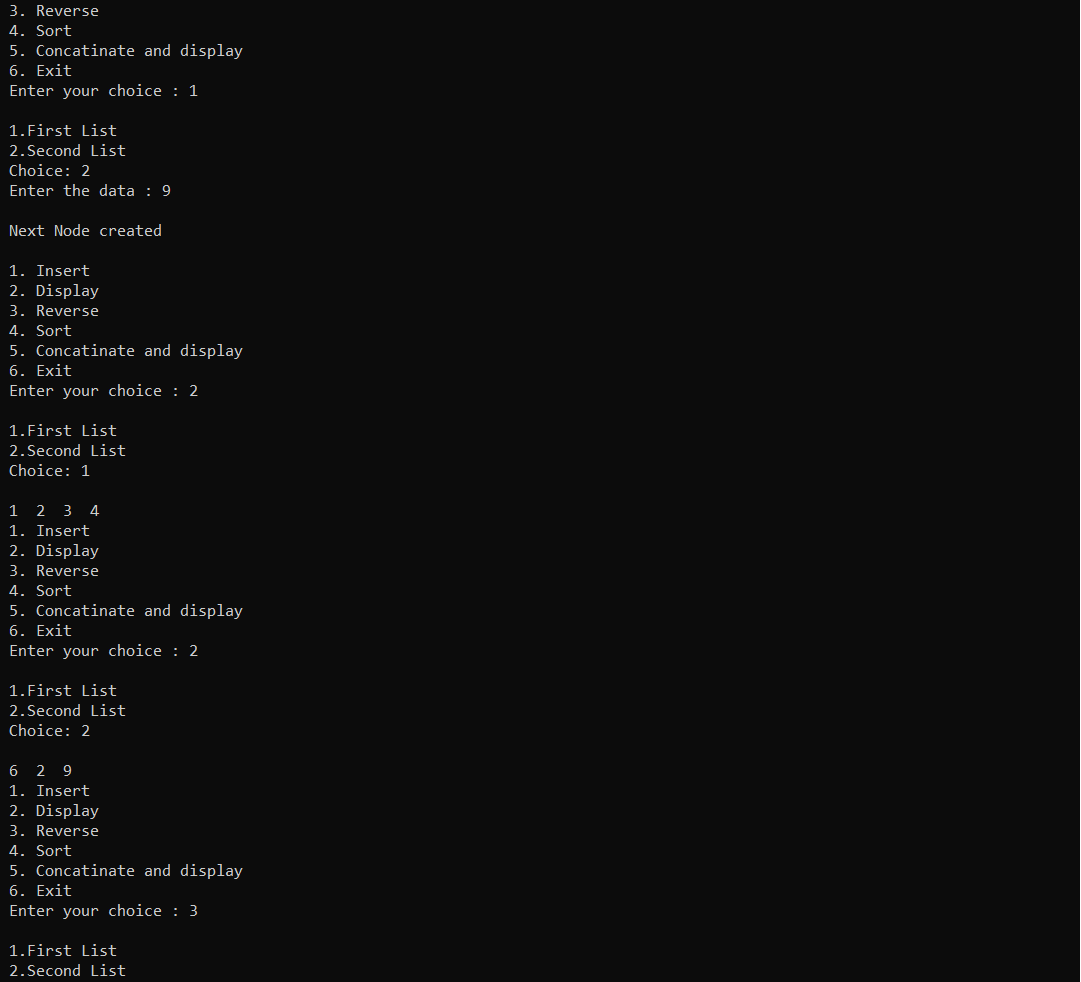 3. Reverse
4. Sort
5. Concatinate and display
6. Exit
Enter your choice : 1
1.First List
2.Second List
Choice: 2
Enter the data : 9
Next Node created
1. Insert
2. Display
3. Reverse
4. Sort
5. Concatinate and display
6. Exit
Enter your choice : 2
1.First List
2.Second List
Choice: 1
1  2  3  4
1. Insert
2. Display
3. Reverse
4. Sort
5. Concatinate and display
6. Exit
Enter your choice : 2
1.First List
2.Second List
Choice: 2
6  2  9
1. Insert
2. Display
3. Reverse
4. Sort
5. Concatinate and display
6. Exit
Enter your choice : 3
1.First List
2.Second List